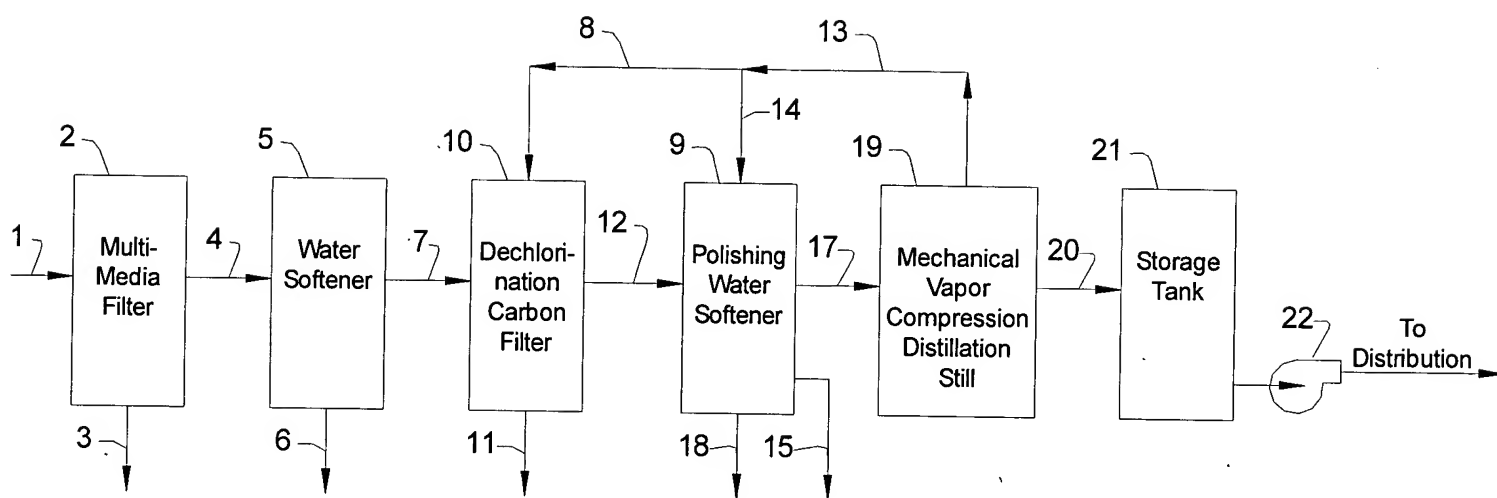 8
13
14
2
5
10
9
19
21
1
Multi-
Media
Filter
4
Water
Softener
7
Dechlori-
nation
Carbon
Filter
12
Polishing
Water
Softener
17
Mechanical
Vapor
Compression
Distillation
Still
20
Storage
Tank
22
To
Distribution
3
6
11
18
15